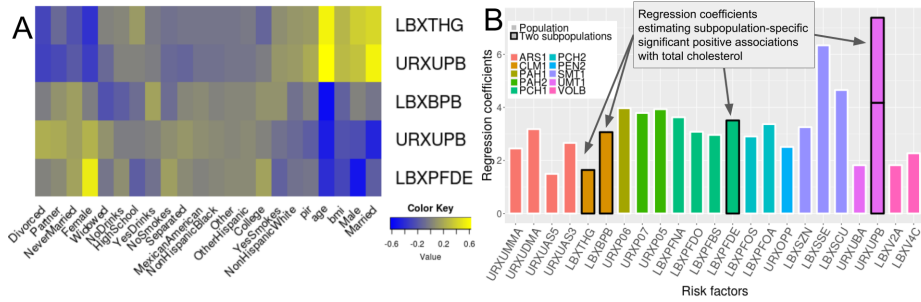 A
LBXTHG
URXUPB
LBXBPB
URXUPB
LBXPFDE
Divorced
Partner
NeverMarried
Female
Widowed
NoDrinks
HighSchool
YesDrinks
NoSmokes
Separated
MexicanAmerican
NonHispanicBlack
Other
OtherHispanic
College
YesSmokes
NonHispanicWhite
pir
age
bmi
Male
Married
Color Key
-0.6 0 0.6
Value
B
Population
Two subpopulations
ARS1
CLM1
PAH1
PAH2
PCH1
PCH2
PEN2
SMT1
UMT1
VOLB
Regression coefficients
estimating subpopulation-specific
significant positive associations
with total cholesterol
Regression coefficients
6
4
2
0
URXUMMA
URXUDMA
URXUAS5
URXUAS3
LBXTHG
LBXBPB
URXP06
URXP07
URXP05
LBXPFNA
LBXPFDO
LBXPFBS
LBXPFDE
LBXPFOS
LBXPFOA
URXOPP
LBXSZN
LBXSSE
LBXSCU
URXUBA
URXUPB
LBXV2A
LBXV4C
Risk factors